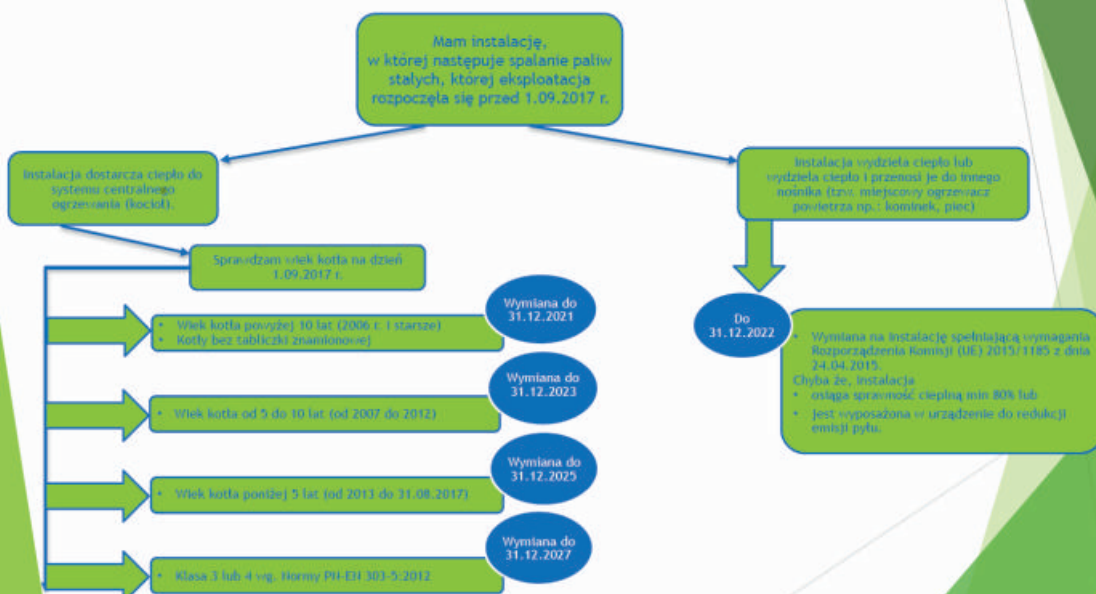 Mam instalację,
w której następuje spalanie paliw
stałych, której eksploatacja
rozpoczęła się przed 1.09.2017 r.
Instalacja dostarcza ciepło do
systemu centralnego
ogrzewania (kocioł).
Instalacja wydziela ciepło lub
wydziela ciepło i przenosi je do innego
nośnika (tzw. miejscowy ogrzewacz
powietrza np.: kominek, piec)
Sprawdzam wiek kotła na dzień
1.09.2017 r.
• Wiek kotła powyżej 10 lat (2006 r. i starsze)
• Kotły bez tabliczki znamionowej
Wymiana do
31.12.2021
• Wiek kotła od 5 do 10 lat (od 2007 do 2012)
Wymiana do
31.12.2023
• Wiek kotła poniżej 5 lat (od 2013 do 31.08.2017)
Wymiana do
31.12.2025
• Klasa 3 lub 4 wg. Normy PN-EN 303-5:2012
Wymiana do
31.12.2027
Do
31.12.2022
• Wymiana na instalację spełniającą wymagania
Rozporządzenia Komisji (UE) 2015/1185 z dnia
24.04.2015.
Chyba że, instalacja
• osiąga sprawność cieplną min 80% lub
• jest wyposażona w urządzenie do redukcji
emisji pyłu.